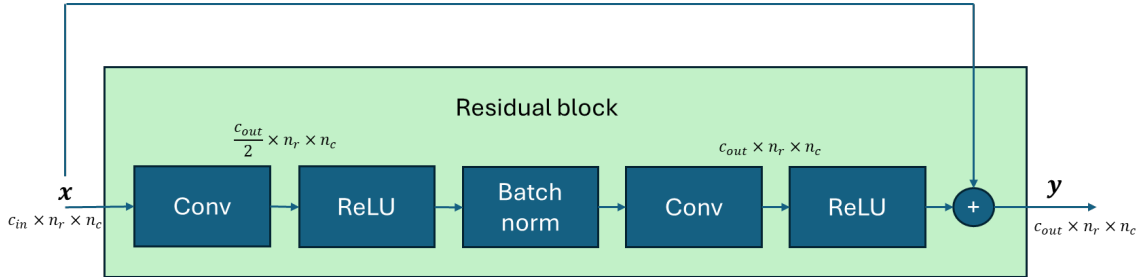 Residual block
c_out/2 × n_r × n_c
c_out × n_r × n_c
x
c_in × n_r × n_c
Conv
ReLU
Batch
norm
Conv
ReLU
+
y
c_out × n_r × n_c